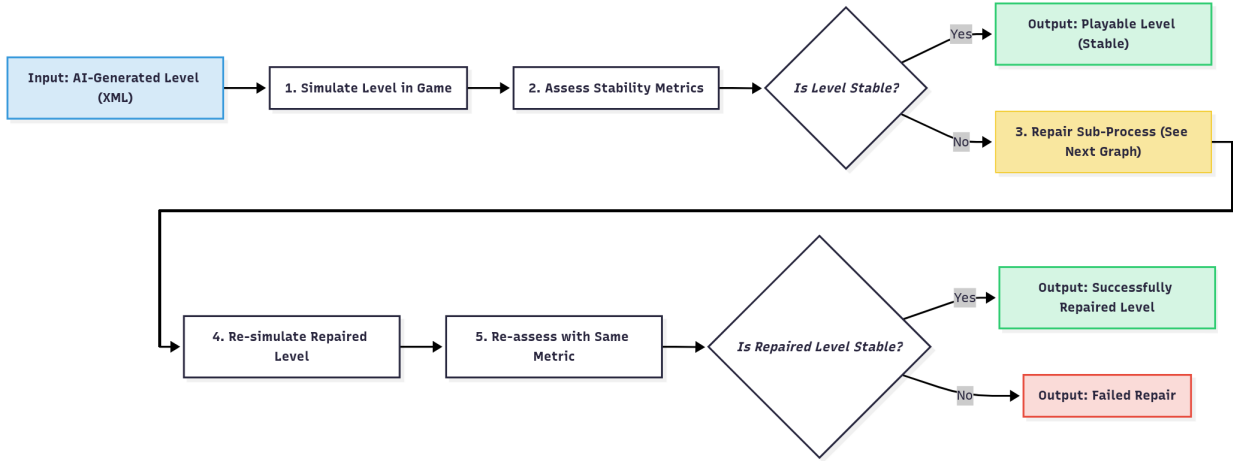 Input: AI-Generated Level
(XML)
1. Simulate Level in Game
2. Assess Stability Metrics
Is Level Stable?
Yes
Output: Playable Level
(Stable)
No
3. Repair Sub-Process (See
Next Graph)
4. Re-simulate Repaired
Level
5. Re-assess with Same
Metric
Is Repaired Level Stable?
Yes
Output: Successfully
Repaired Level
No
Output: Failed Repair